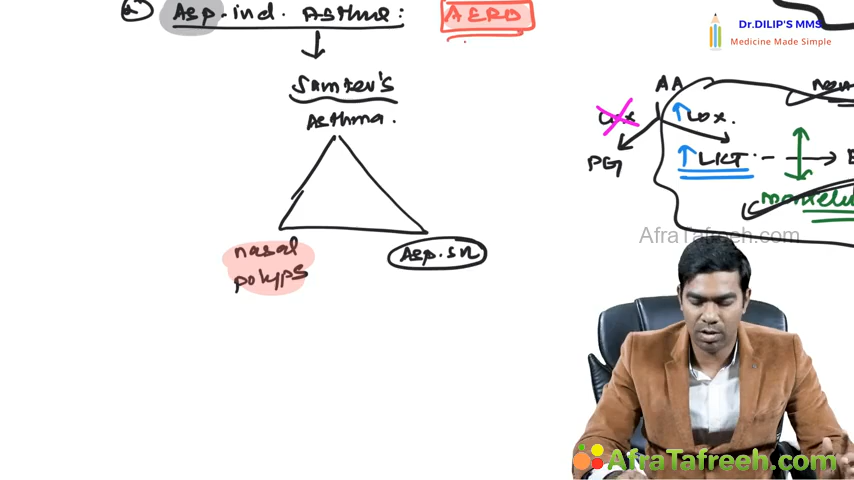 Asp.ind. Asthma: AERD
Samter's
Asthma.
nasal
polyps
Asp.sn
Dr.DILIP'S MMS
Medicine Made Simple
AA
Cox ↑LOX.
PG ↑LKT
AfraTafreeh.com
AfraTafreeh.com